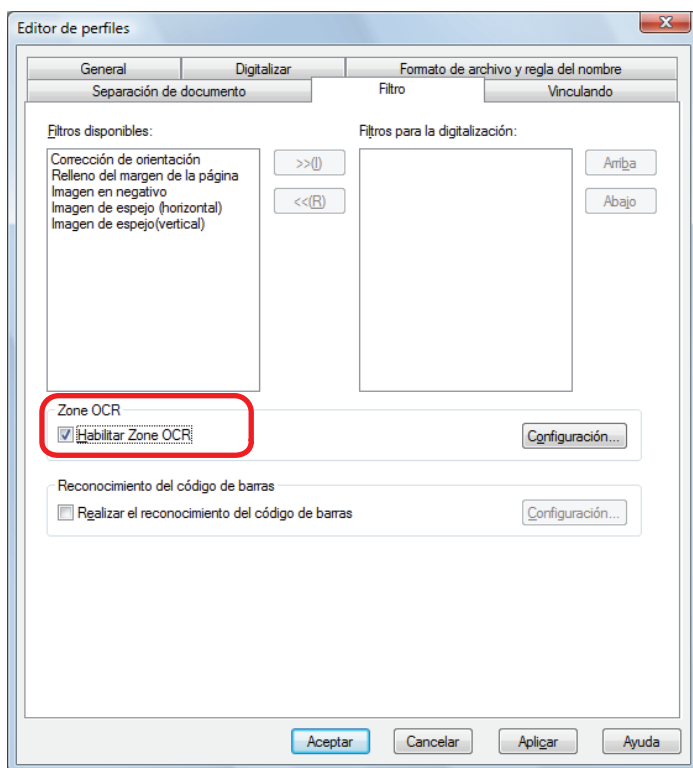 Editor de perfiles
General Digitalizar Formato de archivo y regla del nombre
Separación de documento Filtro Vinculando
Filtros disponibles: Filtros para la digitalización:
Corrección de orientación
Relleno del margen de la página
Imagen en negativo
Imagen de espejo (horizontal)
Imagen de espejo(vertical)
>>(I)
<<(R)
Arriba
Abajo
Zone OCR
Habilitar Zone OCR Configuración...
Reconocimiento del código de barras
Realizar el reconocimiento del código de barras Configuración...
Aceptar Cancelar Aplicar Ayuda